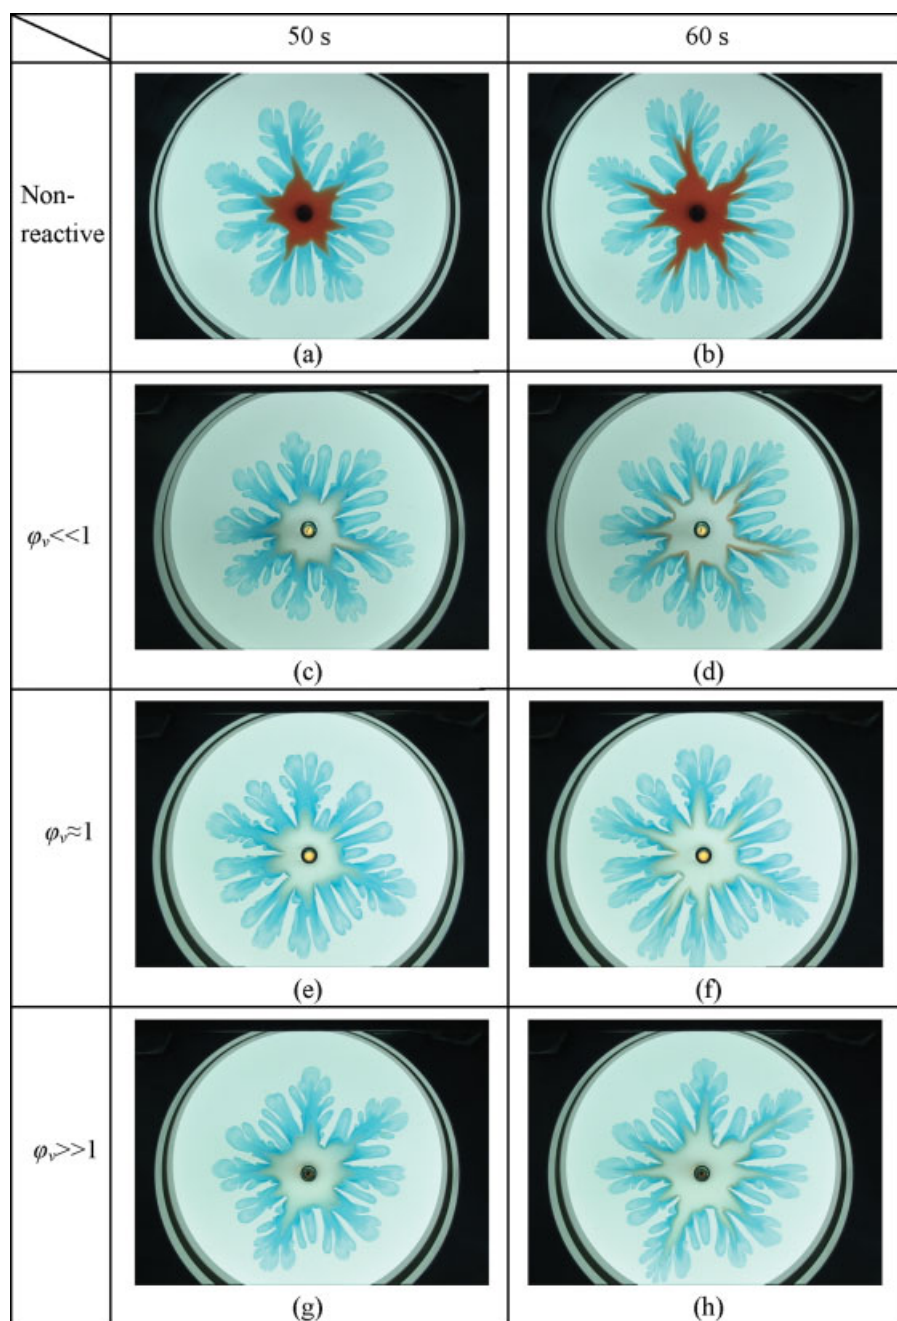 50 s
60 s
Non-
reactive
(a)
(b)
φᵥ<<1
(c)
(d)
φᵥ≈1
(e)
(f)
φᵥ>>1
(g)
(h)